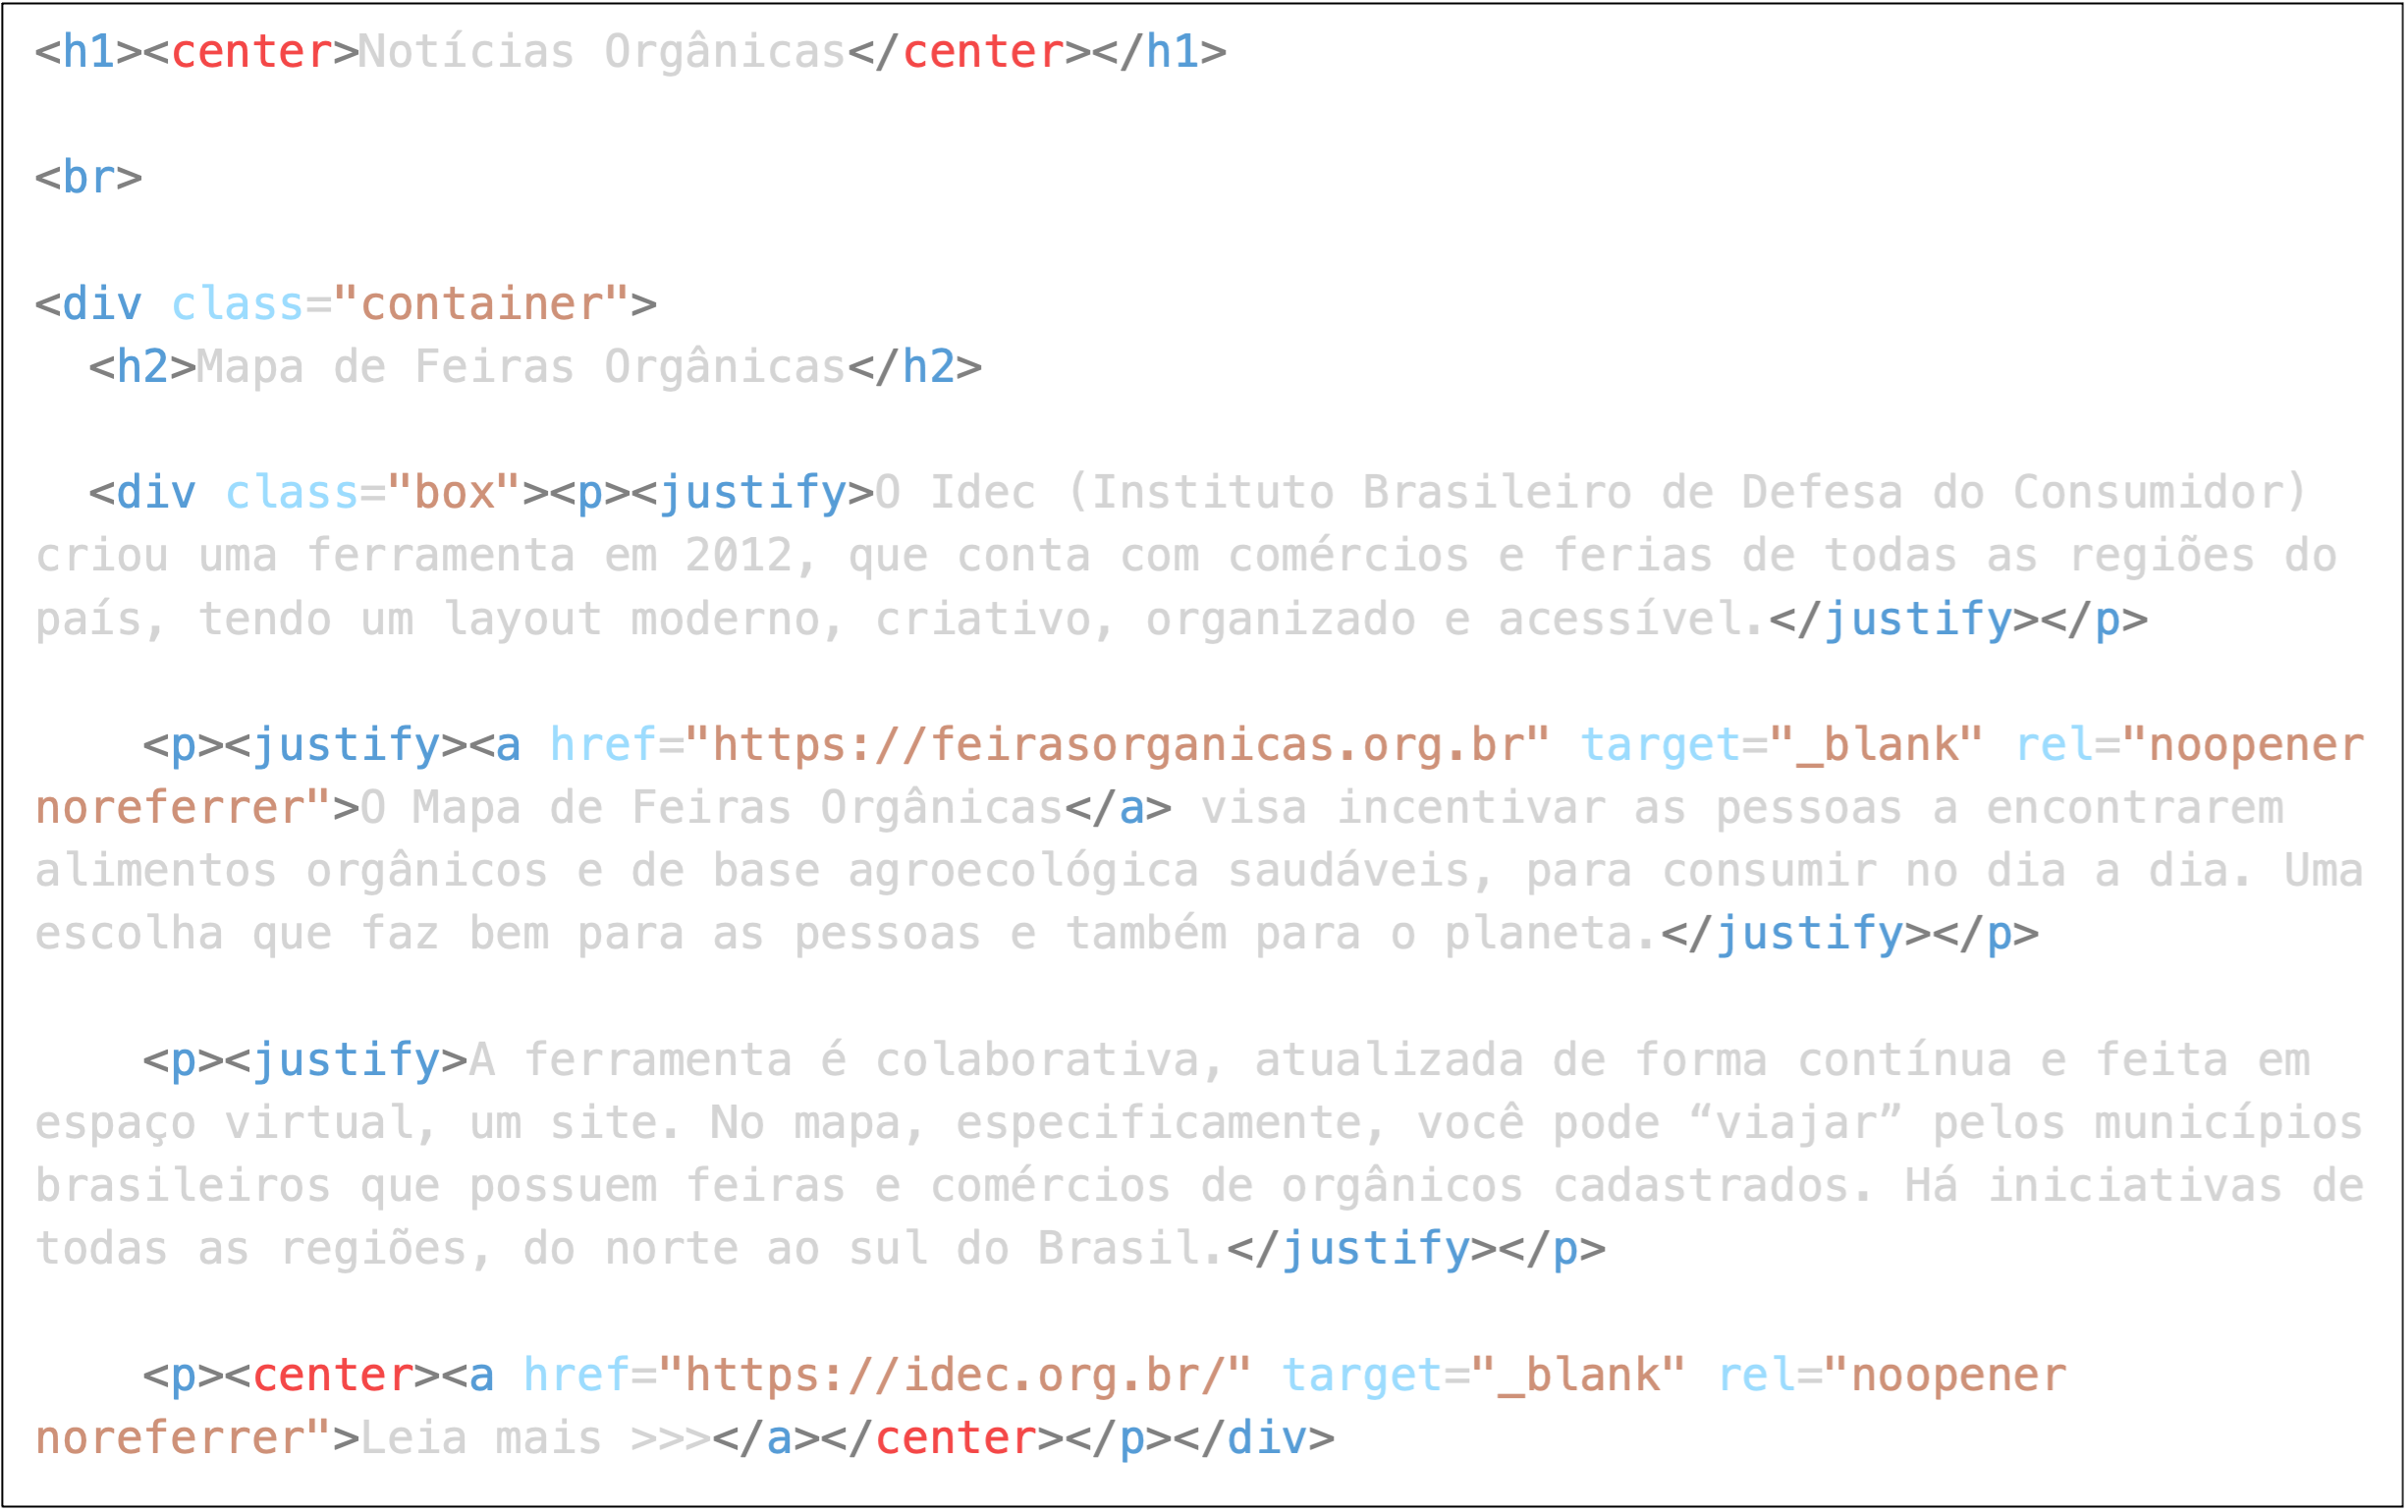 <h1><center>Notícias Orgânicas</center></h1>
<br>
<div class="container">
<h2>Mapa de Feiras Orgânicas</h2>
<div class="box"><p><justify>O Idec (Instituto Brasileiro de Defesa do Consumidor)
criou uma ferramenta em 2012, que conta com comércios e ferias de todas as regiões do
país, tendo um layout moderno, criativo, organizado e acessível.</justify></p>
<p><justify><a href="https://feirasorganicas.org.br" target="_blank" rel="noopener
noreferrer">O Mapa de Feiras Orgânicas</a> visa incentivar as pessoas a encontrarem
alimentos orgânicos e de base agroecológica saudáveis, para consumir no dia a dia. Uma
escolha que faz bem para as pessoas e também para o planeta.</justify></p>
<p><justify>A ferramenta é colaborativa, atualizada de forma contínua e feita em
espaço virtual, um site. No mapa, especificamente, você pode “viajar” pelos municípios
brasileiros que possuem feiras e comércios de orgânicos cadastrados. Há iniciativas de
todas as regiões, do norte ao sul do Brasil.</justify></p>
<p><center><a href="https://idec.org.br/" target="_blank" rel="noopener
noreferrer">Leia mais >>></a></center></p></div>